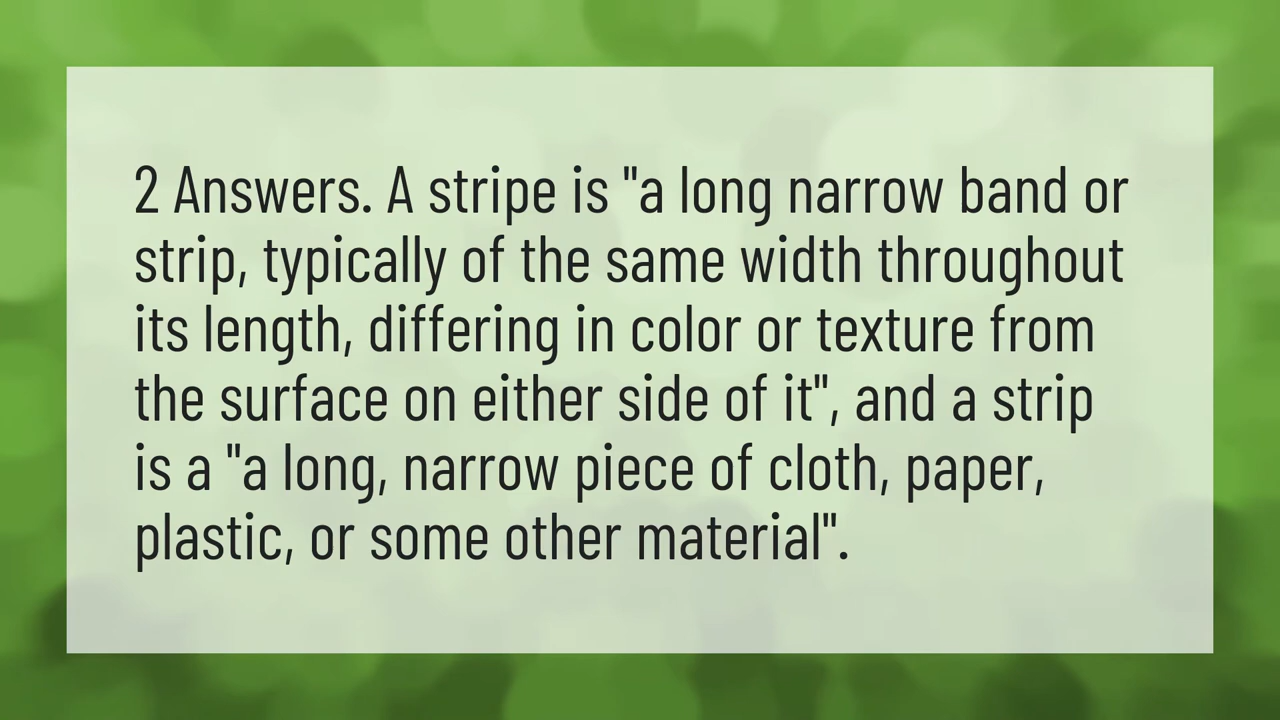 2 Answers. A stripe is "a long narrow band or
strip, typically of the same width throughout
its length, differing in color or texture from
the surface on either side of it", and a strip
is a "a long, narrow piece of cloth, paper,
plastic, or some other material".